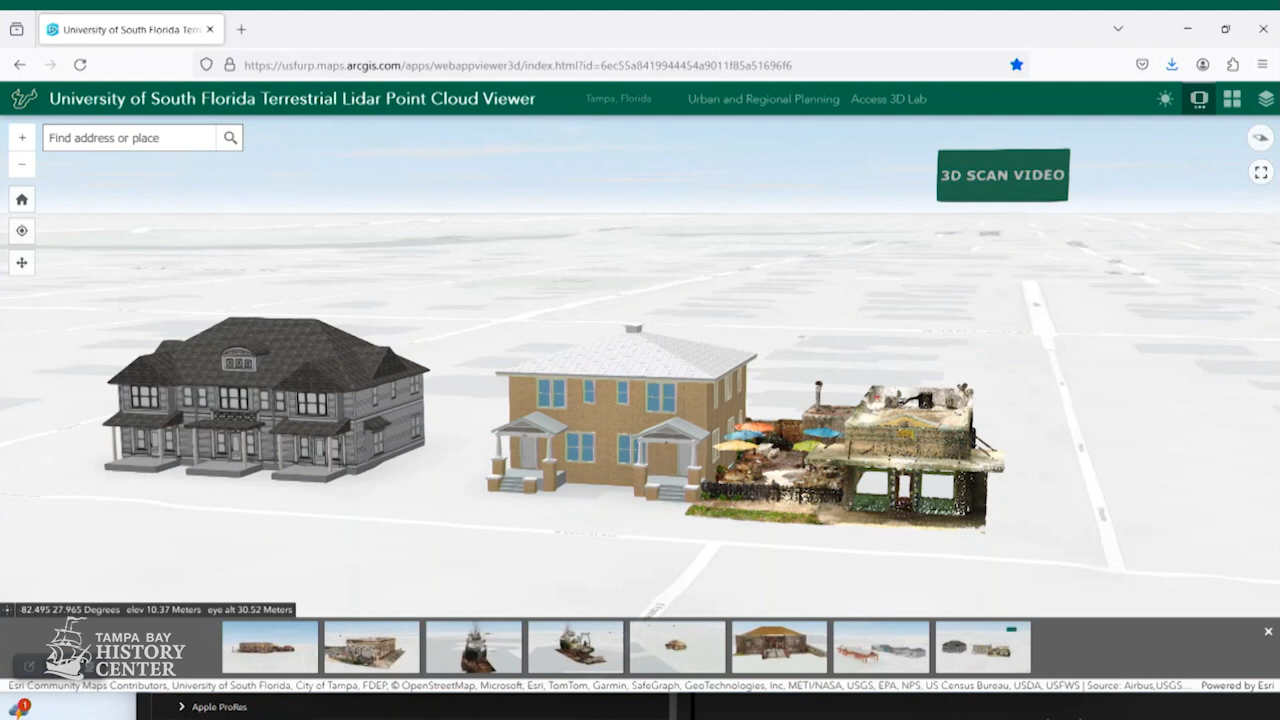 University of South Florida Terr
https://usfurp.maps.arcgis.com/apps/webappviewer3d/index.html?id=6ec55a8419944454a9011f85a51696f6
University of South Florida Terrestrial Lidar Point Cloud Viewer
Tampa, Florida
Urban and Regional Planning
Access 3D Lab
Find address or place
3D SCAN VIDEO
-82.495 27.965 Degrees elev 10.37 Meters eye alt 30.52 Meters
TAMPA BAY
HISTORY
CENTER
Esri Community Maps Contributors, University of South Florida, City of Tampa, FDEP, © OpenStreetMap, Microsoft, Esri, TomTom, Garmin, SafeGraph, GeoTechnologies, Inc, METI/NASA, USGS, EPA, NPS, US Census Bureau, USDA, USFWS | Source: Airbus,USGS...
Powered by Esri
1
Apple ProRes